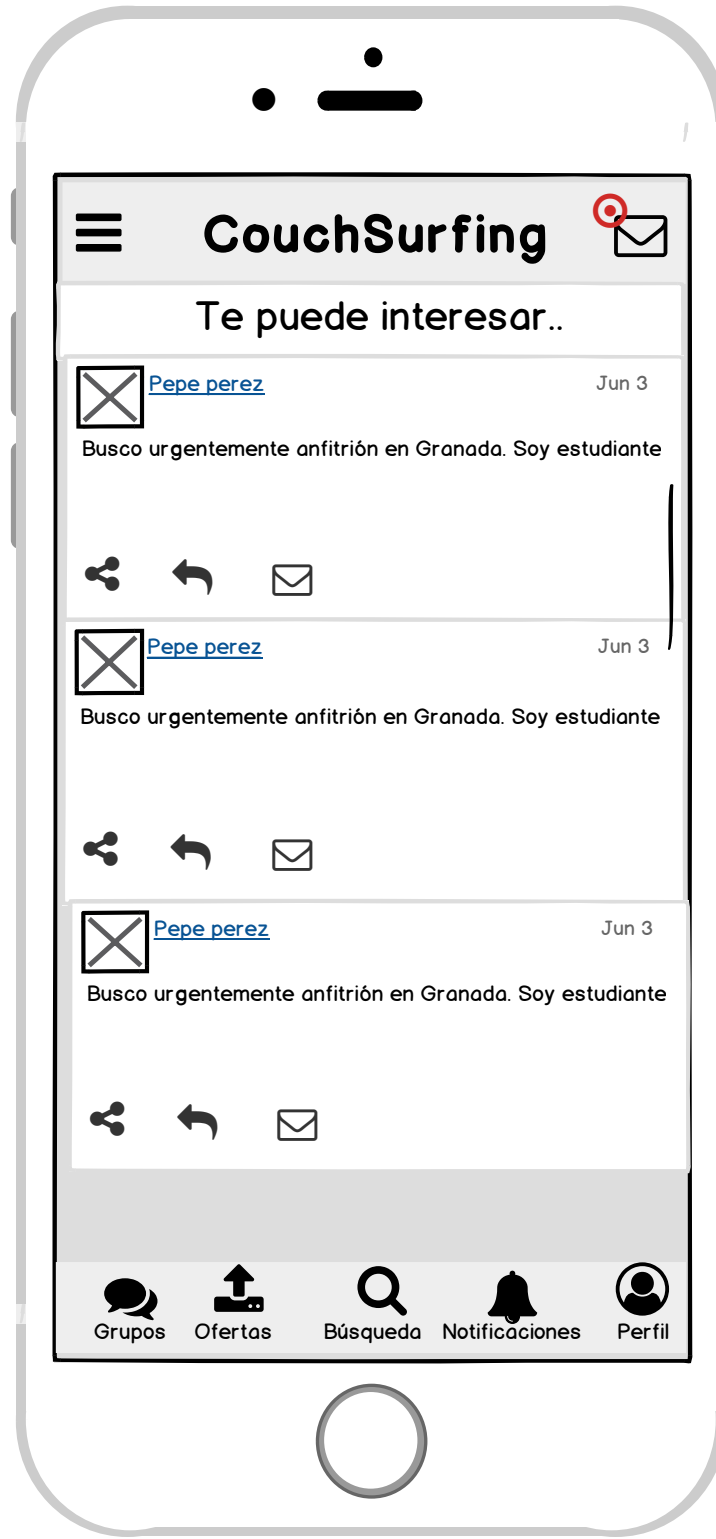 CouchSurfing
Te puede interesar..
Pepe perez
Jun 3
Busco urgentemente anfitrión en Granada. Soy estudiante
Pepe perez
Jun 3
Busco urgentemente anfitrión en Granada. Soy estudiante
Pepe perez
Jun 3
Busco urgentemente anfitrión en Granada. Soy estudiante
Grupos
Ofertas
Búsqueda
Notificaciones
Perfil